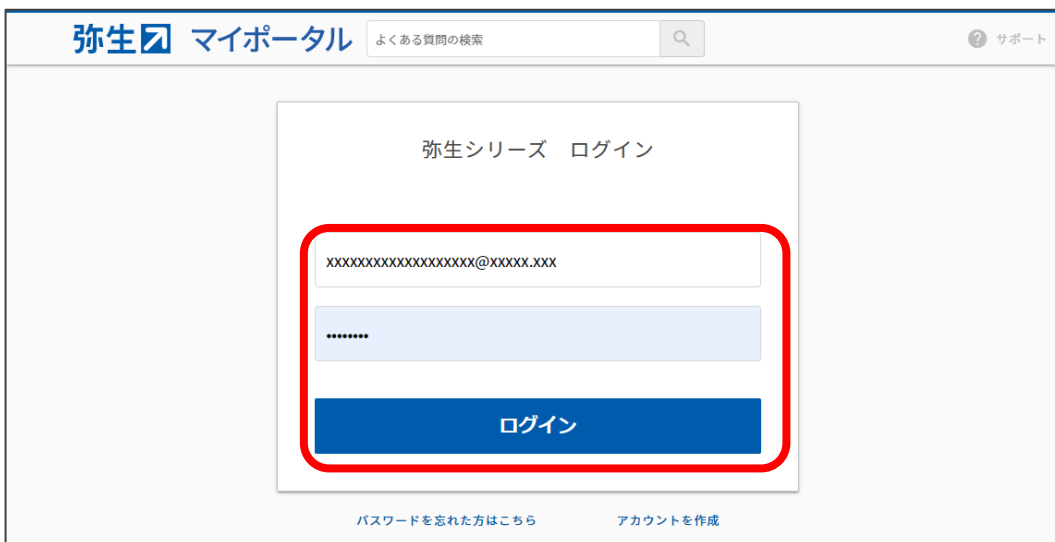 弥生 マイポータル よくある質問の検索 サポート
弥生シリーズ ログイン
xxxxxxxxxxxxxxxxxxx@xxxxx.xxx
••••••••
ログイン
パスワードを忘れた方はこちら アカウントを作成